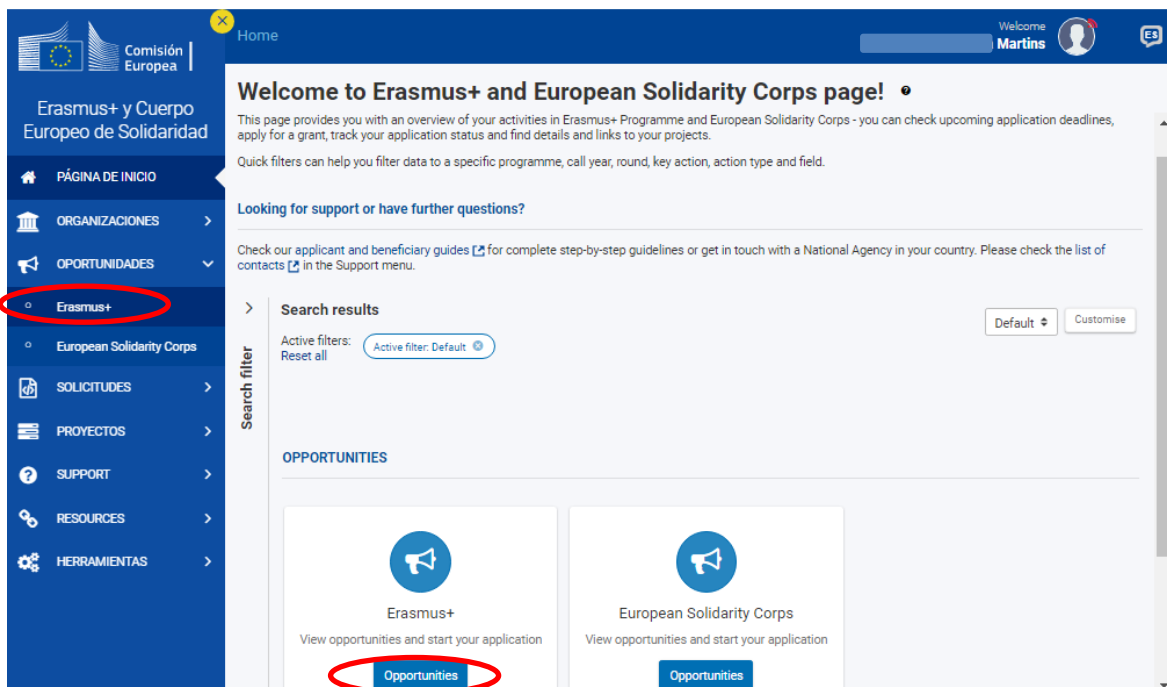 Comisión
Europea
Erasmus+ y Cuerpo
Europeo de Solidaridad
PÁGINA DE INICIO
ORGANIZACIONES
OPORTUNIDADES
Erasmus+
European Solidarity Corps
SOLICITUDES
PROYECTOS
SUPPORT
RESOURCES
HERRAMIENTAS
Home
Welcome
Martins
ES
Welcome to Erasmus+ and European Solidarity Corps page!
This page provides you with an overview of your activities in Erasmus+ Programme and European Solidarity Corps - you can check upcoming application deadlines,
apply for a grant, track your application status and find details and links to your projects.
Quick filters can help you filter data to a specific programme, call year, round, key action, action type and field.
Looking for support or have further questions?
Check our applicant and beneficiary guides for complete step-by-step guidelines or get in touch with a National Agency in your country. Please check the list of
contacts in the Support menu.
Search filter
Search results
Default
Customise
Active filters:
Reset all
Active filter: Default
OPPORTUNITIES
Erasmus+
View opportunities and start your application
Opportunities
European Solidarity Corps
View opportunities and start your application
Opportunities